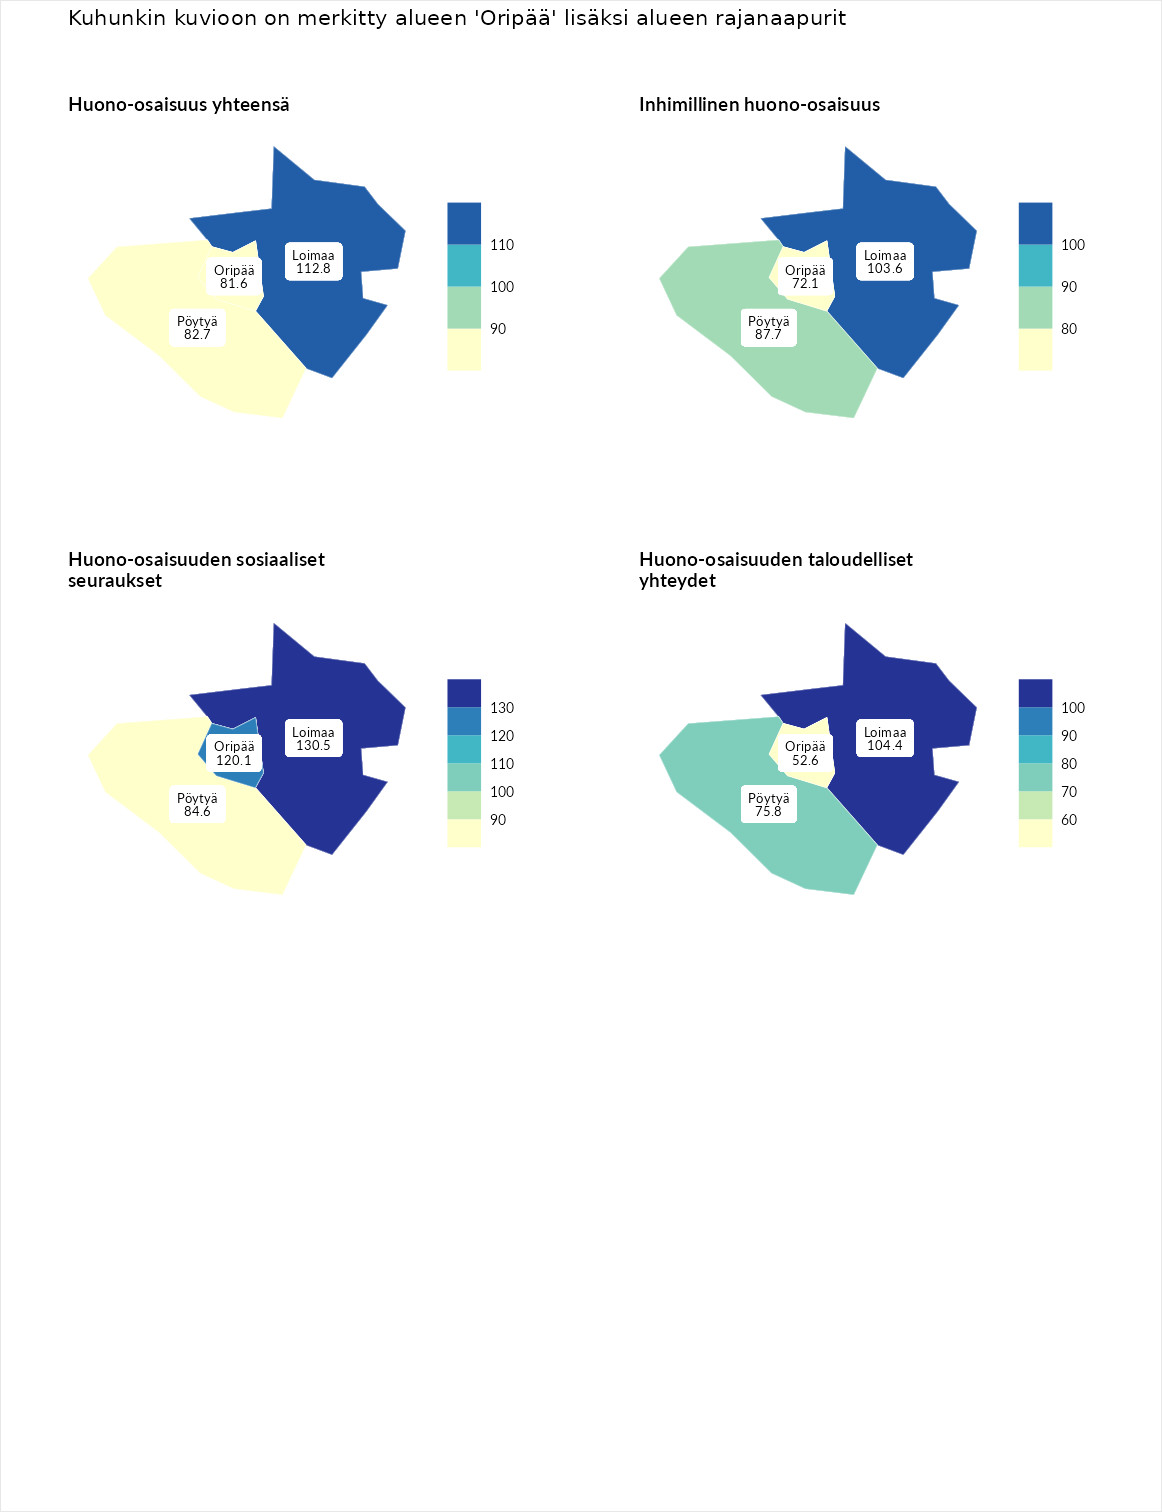 Kuhunkin kuvioon on merkitty alueen 'Oripää' lisäksi alueen rajanaapurit
Huono-osaisuus yhteensä
Loimaa
112.8
Oripää
81.6
Pöytyä
82.7
110
100
90
Inhimillinen huono-osaisuus
Loimaa
103.6
Oripää
72.1
Pöytyä
87.7
100
90
80
Huono-osaisuuden sosiaaliset
seuraukset
Loimaa
130.5
Oripää
120.1
Pöytyä
84.6
130
120
110
100
90
Huono-osaisuuden taloudelliset
yhteydet
Loimaa
104.4
Oripää
52.6
Pöytyä
75.8
100
90
80
70
60